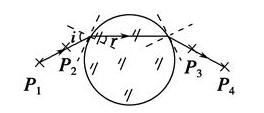 i r
P₂ P₃
P₁ P₄